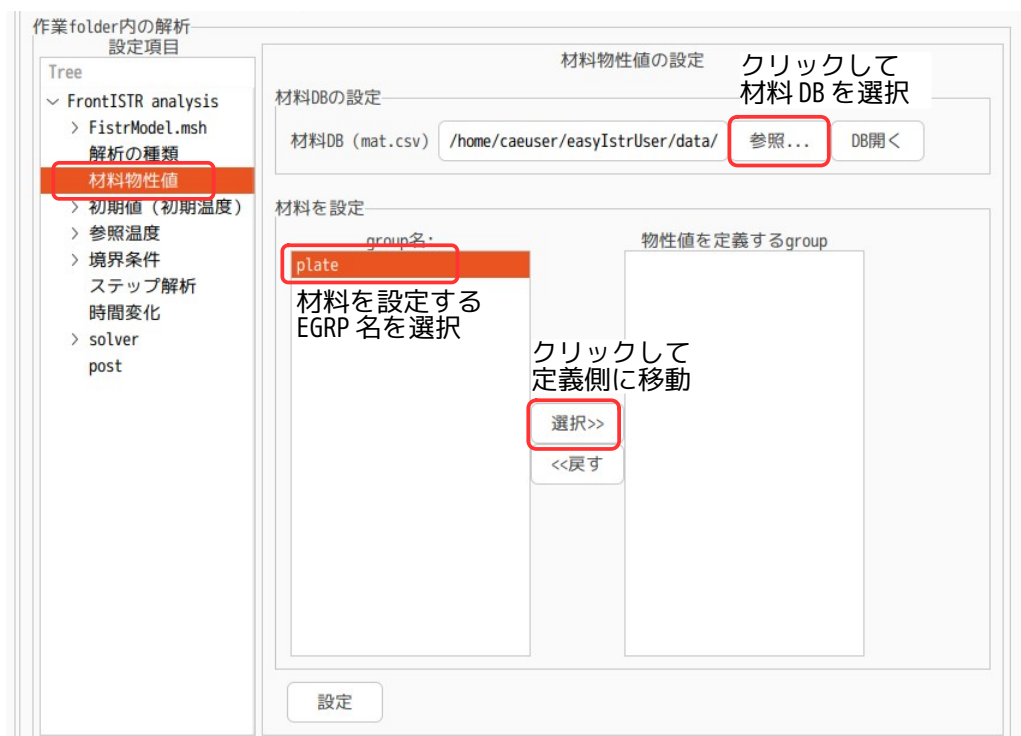 作業folder内の解析
設定項目
Tree
FrontISTR analysis
FistrModel.msh
解析の種類
材料物性値
初期値 (初期温度)
参照温度
境界条件
ステップ解析
時間変化
solver
post
材料物性値の設定
クリックして
材料 DB を選択
材料DBの設定
材料DB (mat.csv) /home/caeuser/easyIstrUser/data/ 参照... DB開く
材料を設定
group名:
plate
材料を設定する
EGRP 名を選択
物性値を定義するgroup
クリックして
定義側に移動
選択>>
<<戻す
設定